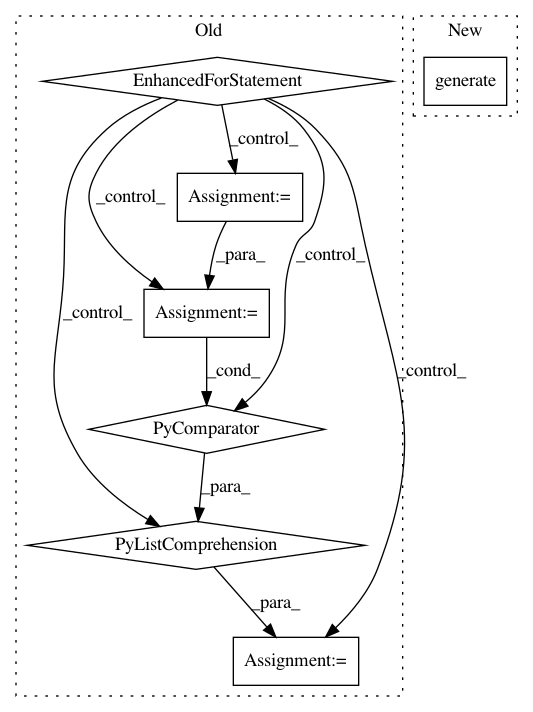 Old
New
EnhancedForStatement
generate
_control_
Assignment:=
_control_
_para_
_control_
Assignment:=
_control_
_cond_
_control_
PyComparator
_para_
PyListComprehension
_para_
Assignment:=